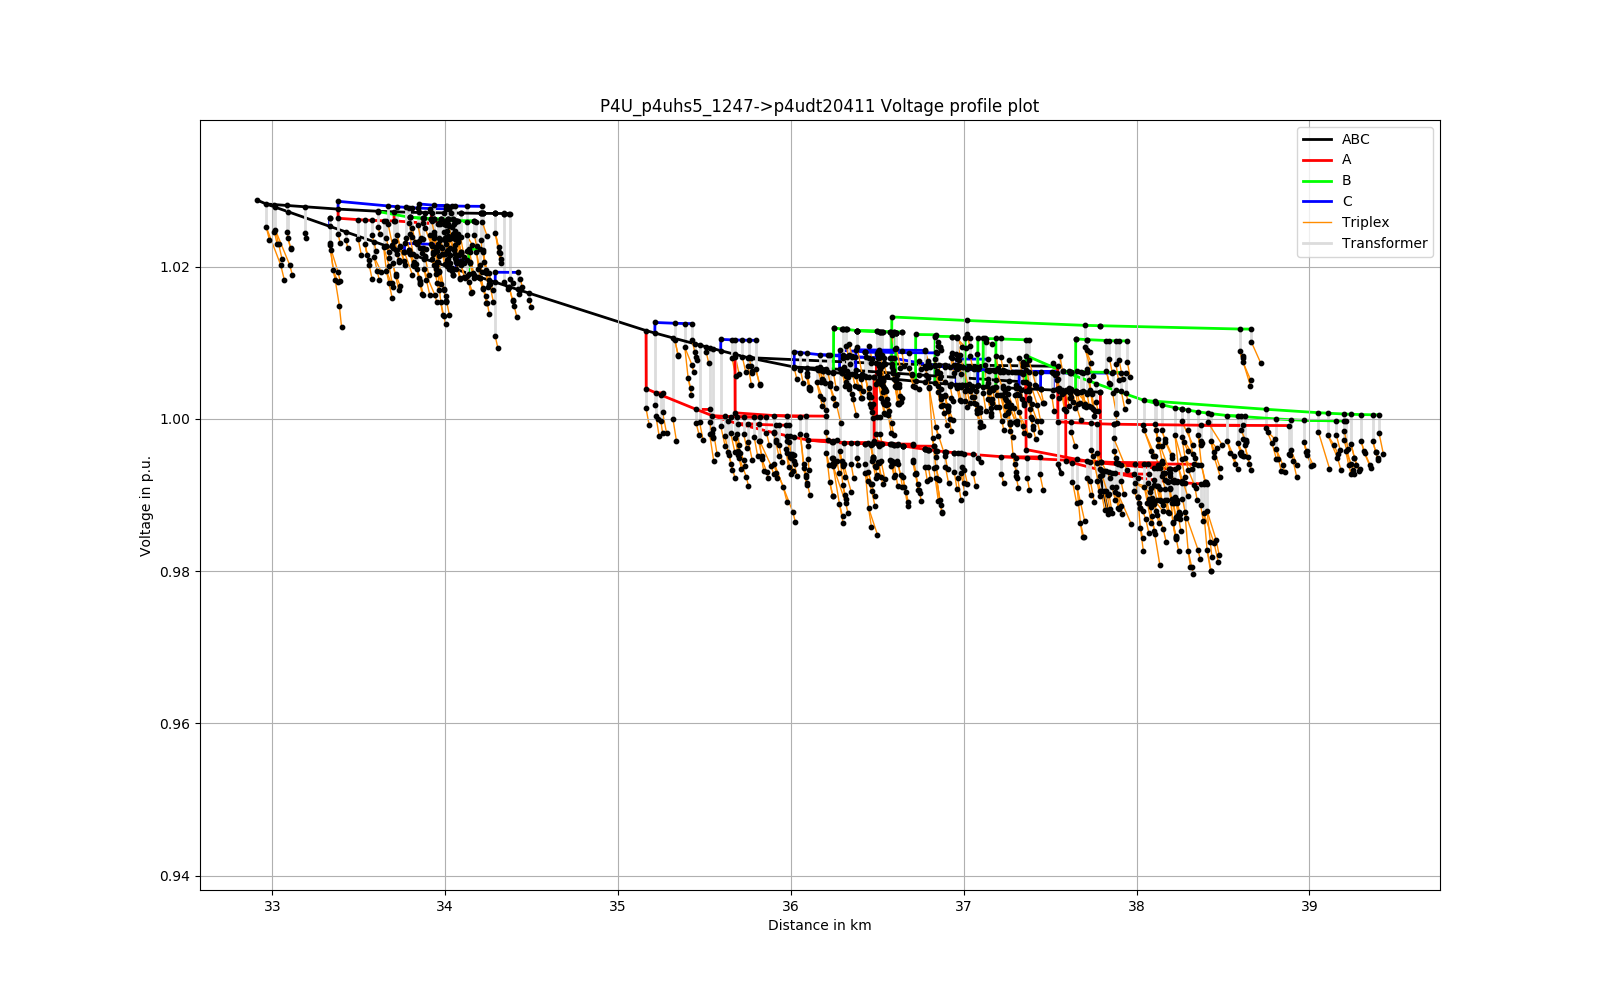 P4U_p4uhs5_1247->p4udt20411 Voltage profile plot
ABC
A
B
C
Triplex
Transformer
Voltage in p.u.
1.02
1.00
0.98
0.96
0.94
33 34 35 36 37 38 39
Distance in km